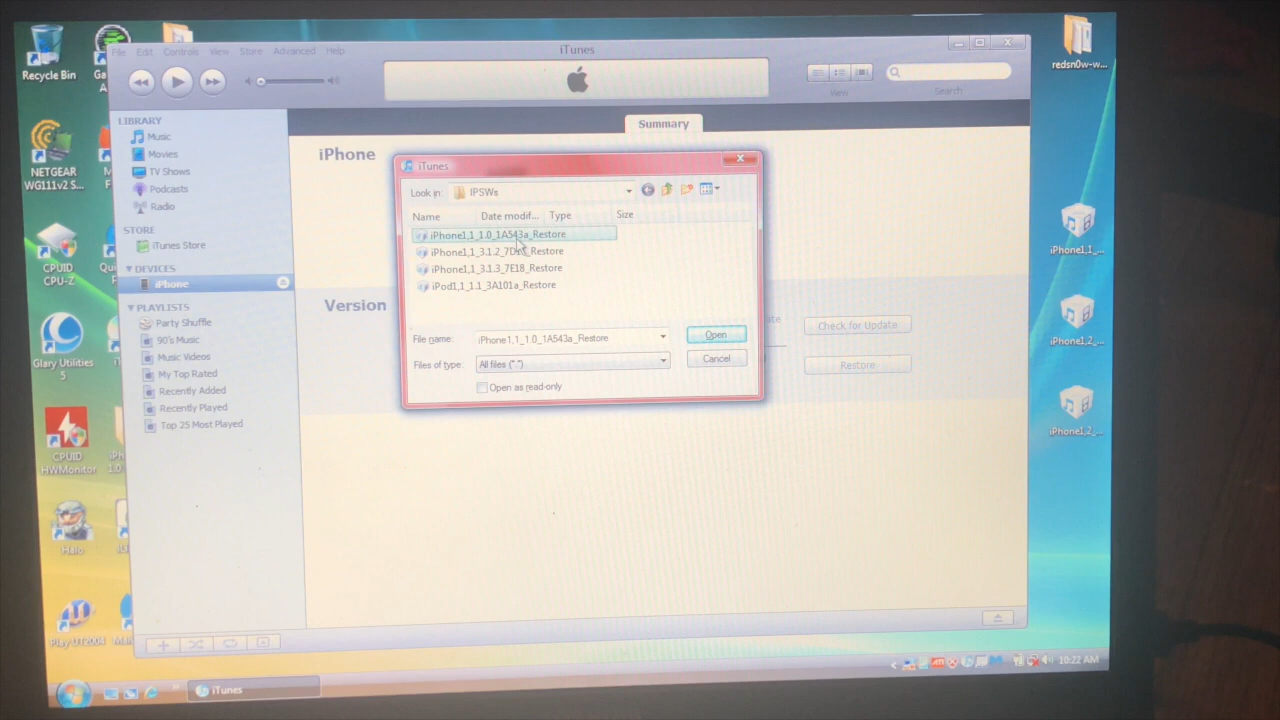 File Edit Controls View Store Advanced Help
iTunes
View
Search
Recycle Bin
NETGEAR
WG111v2 S...
CPUID
CPU-Z
Glary Utilities
5
CPUID
HWMonitor
1.0
Halo
Play UT2004
LIBRARY
Music
Movies
TV Shows
Podcasts
Radio
STORE
iTunes Store
DEVICES
iPhone
PLAYLISTS
Party Shuffle
90's Music
Music Videos
My Top Rated
Recently Added
Recently Played
Top 25 Most Played
Summary
iPhone
Version
Check for Update
Restore
iTunes
Look in: IPSWs
Name Date modif... Type Size
iPhone1,1_1.0_1A543a_Restore
iPhone1,1_3.1.2_7D11_Restore
iPhone1,1_3.1.3_7E18_Restore
iPod1,1_1.1_3A101a_Restore
File name: iPhone1,1_1.0_1A543a_Restore Open
Files of type: All files (*.*) Cancel
Open as read-only
redsn0w-w...
iPhone1,1_...
iPhone1,2_...
iPhone1,2_...
iTunes
ATI
10:22 AM